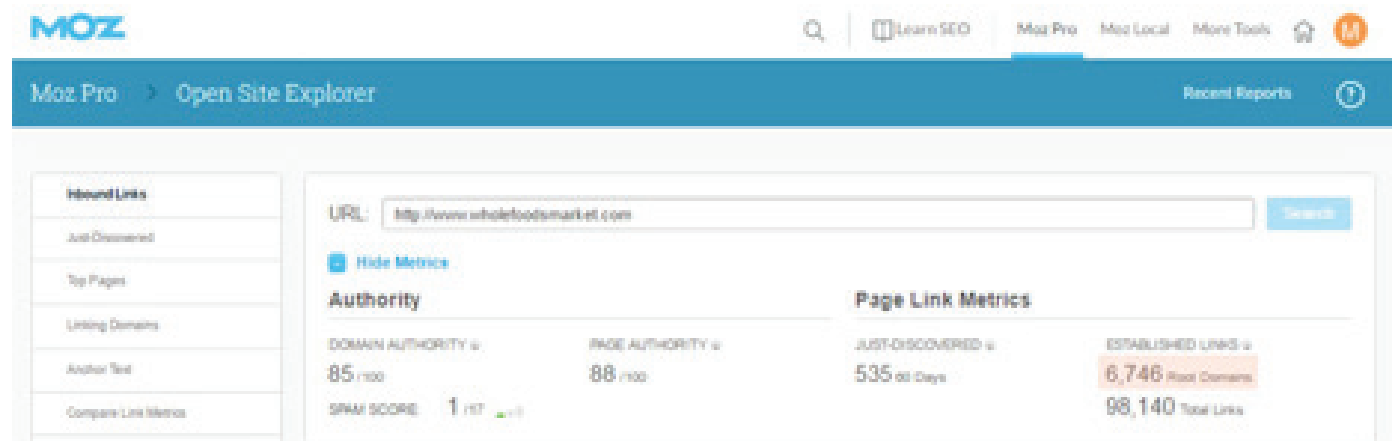 MOZ
Learn SEO
Moz Pro
Moz Local
More Tools
M
Moz Pro > Open Site Explorer
Recent Reports
?
Inbound Links
Just-Discovered
Top Pages
Linking Domains
Anchor Text
Compare Link Metrics
URL: http://www.wholefoodsmarket.com
Search
Hide Metrics
Authority
DOMAIN AUTHORITY
PAGE AUTHORITY
85 /100
88 /100
SPAM SCORE 1 /17
Page Link Metrics
JUST-DISCOVERED
ESTABLISHED LINKS
535 60 Days
6,746 Root Domains
98,140 Total Links